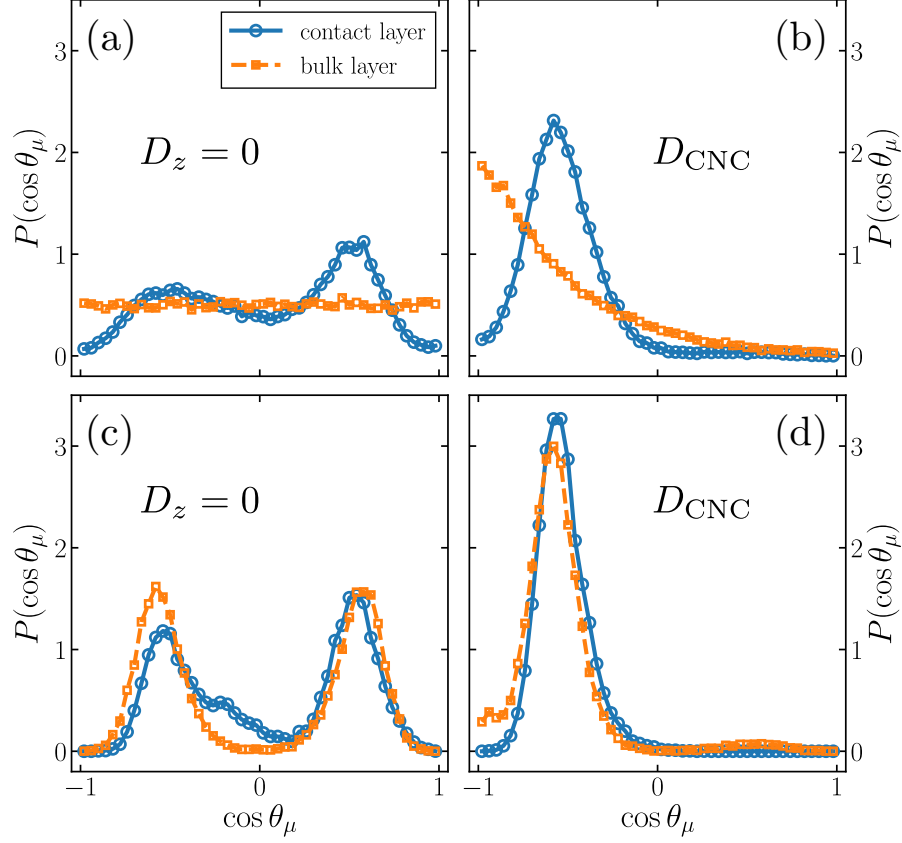 (a)
contact layer
bulk layer
D_z = 0
P(cos θ_μ)
3
2
1
0
(b)
D_CNC
P(cos θ_μ)
3
2
1
0
(c)
D_z = 0
P(cos θ_μ)
3
2
1
0
−1
0
1
cos θ_μ
(d)
D_CNC
P(cos θ_μ)
3
2
1
0
−1
0
1
cos θ_μ